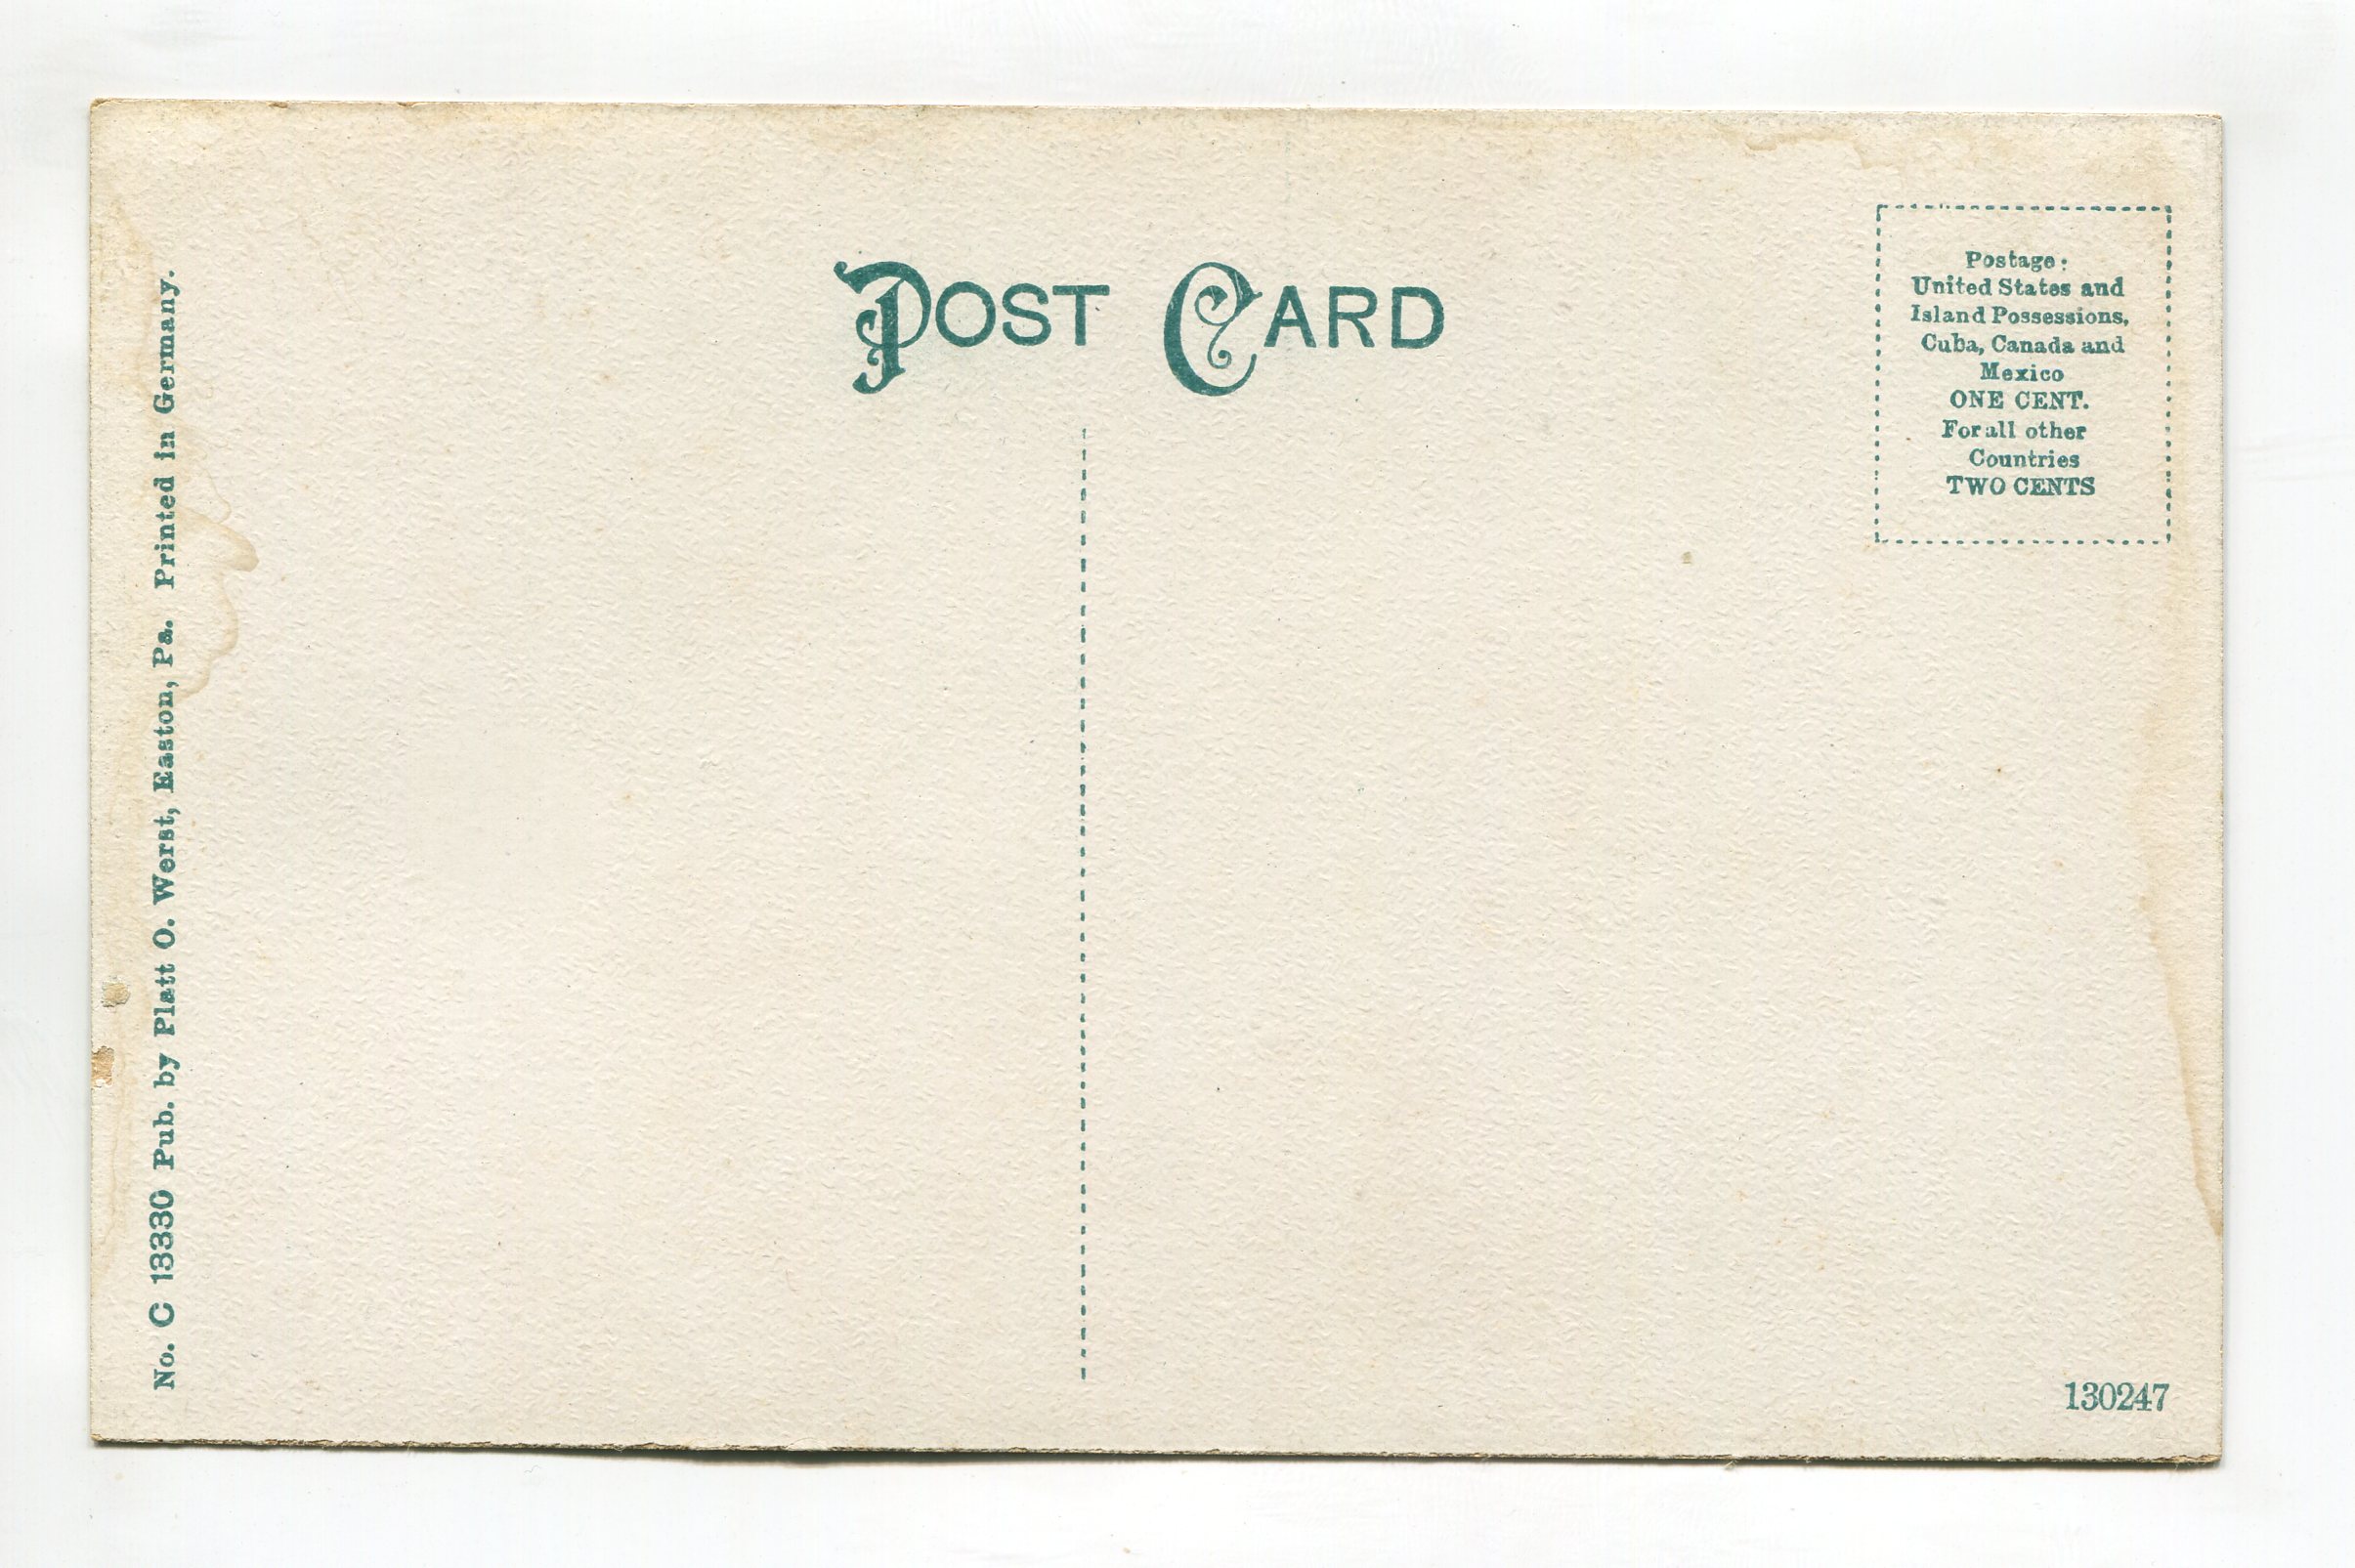 POST CARD
Postage:
United States and
Island Possessions,
Cuba, Canada and
Mexico
ONE CENT.
For all other
Countries
TWO CENTS
No. C 13330 Pub. by Platt O. Werst, Easton, Pa. Printed in Germany.
130247